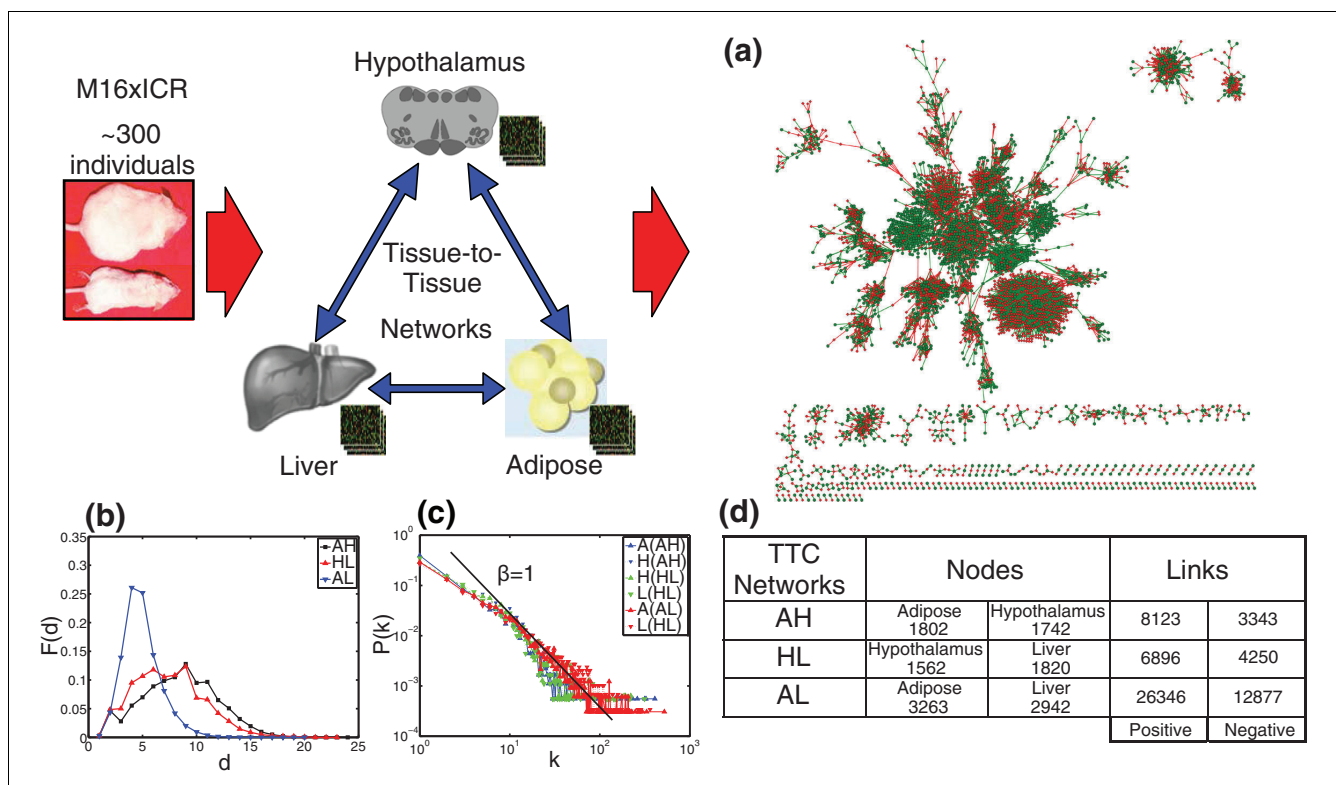 M16xICR
~300
individuals
Hypothalamus
Tissue-to-
Tissue
Networks
Liver
Adipose
(a)
(b)
0.35
0.3
0.25
0.2
0.15
0.1
0.05
0
F(d)
0 5 10 15 20 25
d
AH
HL
AL
(c)
10^0
10^-1
10^-2
10^-3
10^-4
P(k)
10^0 10^1 10^2 10^3
k
β=1
A(AH)
H(AH)
H(HL)
L(HL)
A(AL)
L(HL)
(d)
TTC
Networks
Nodes
Links
AH
Adipose
1802
Hypothalamus
1742
8123
3343
HL
Hypothalamus
1562
Liver
1820
6896
4250
AL
Adipose
3263
Liver
2942
26346
12877
Positive
Negative